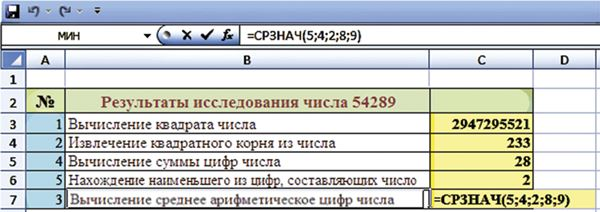 МИН =СРЗНАЧ(5;4;2;8;9)
A B C D
1
2 № Результаты исследования числа 54289
3 1 Вычисление квадрата числа 2947295521
4 2 Извлечение квадратного корня из числа 233
5 4 Вычисление суммы цифр числа 28
6 5 Нахождение наименьшего из цифр, составляющих число 2
7 3 Вычисление среднее арифметическое цифр числа =СРЗНАЧ(5;4;2;8;9)